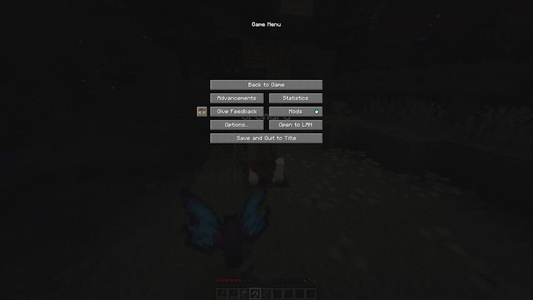 Game Menu
Back to Game
Advancements
Statistics
Give Feedback
Mods
Options...
Open to LAN
Save and Quit to Title